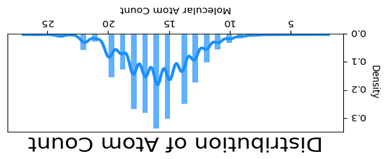 Distribution of Atom Count
0.3
0.2
0.1
0.0
Density
5 10 15 20 25
Molecular Atom Count